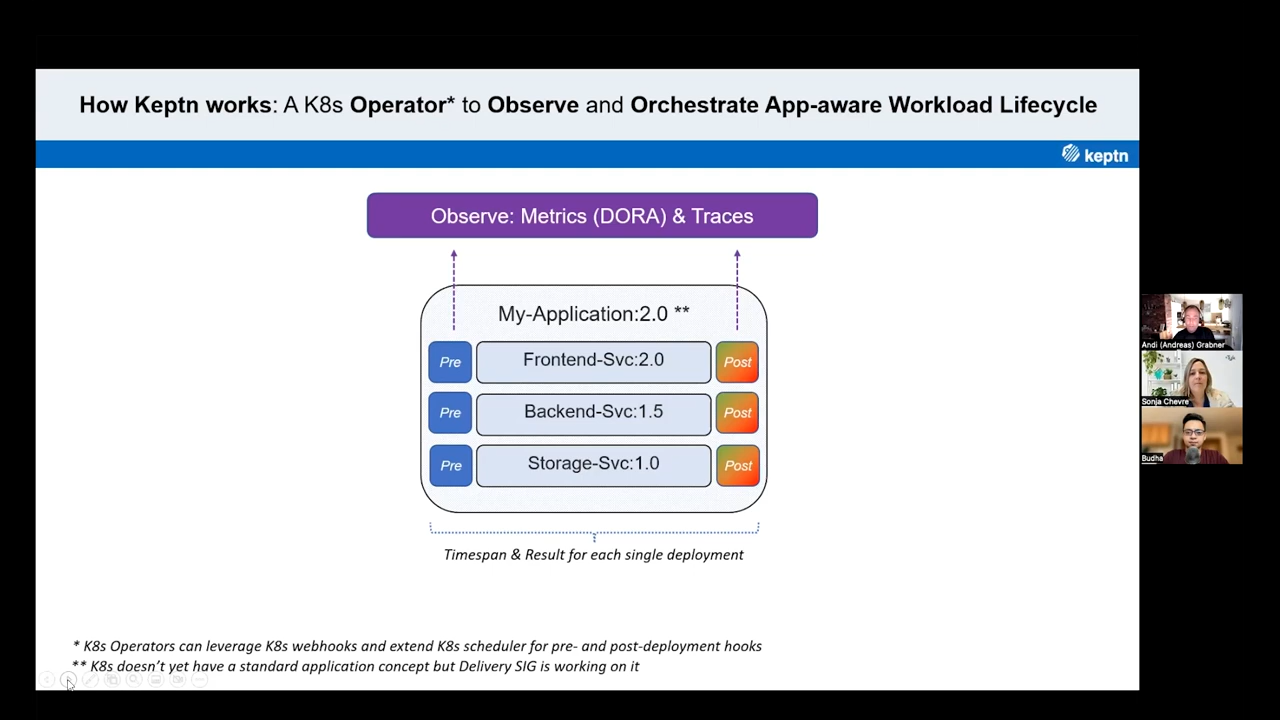 How Keptn works: A K8s Operator* to Observe and Orchestrate App-aware Workload Lifecycle
keptn
Observe: Metrics (DORA) & Traces
My-Application:2.0 **
Pre
Frontend-Svc:2.0
Post
Pre
Backend-Svc:1.5
Post
Pre
Storage-Svc:1.0
Post
Timespan & Result for each single deployment
* K8s Operators can leverage K8s webhooks and extend K8s scheduler for pre- and post-deployment hooks
** K8s doesn't yet have a standard application concept but Delivery SIG is working on it
Andi (Andreas) Grabner
Sonja Chevre
Budha